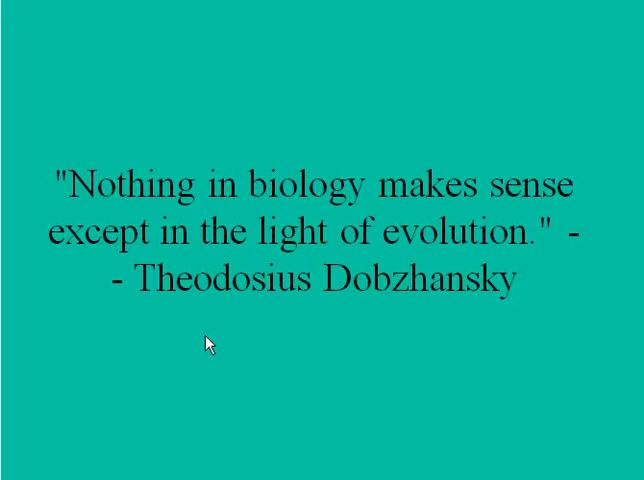 "Nothing in biology makes sense
except in the light of evolution." -
- Theodosius Dobzhansky